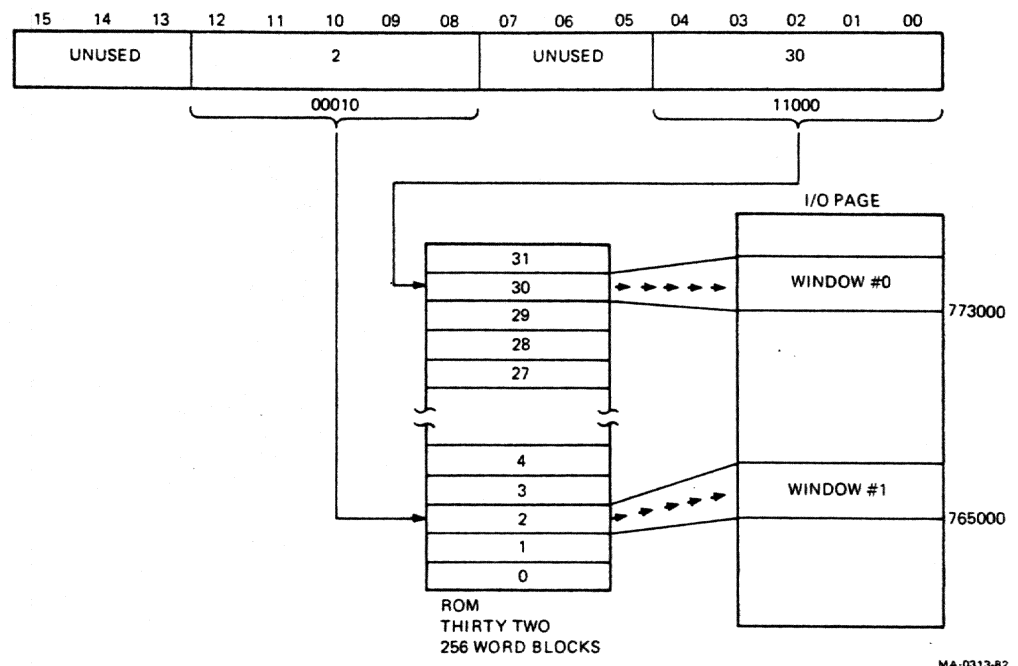 15 14 13 12 11 10 09 08 07 06 05 04 03 02 01 00
UNUSED 2 UNUSED 30
00010 11000
I/O PAGE
31
30
29
28
27
4
3
2
1
0
WINDOW #0
773000
WINDOW #1
765000
ROM
THIRTY TWO
256 WORD BLOCKS
MA-0313-82